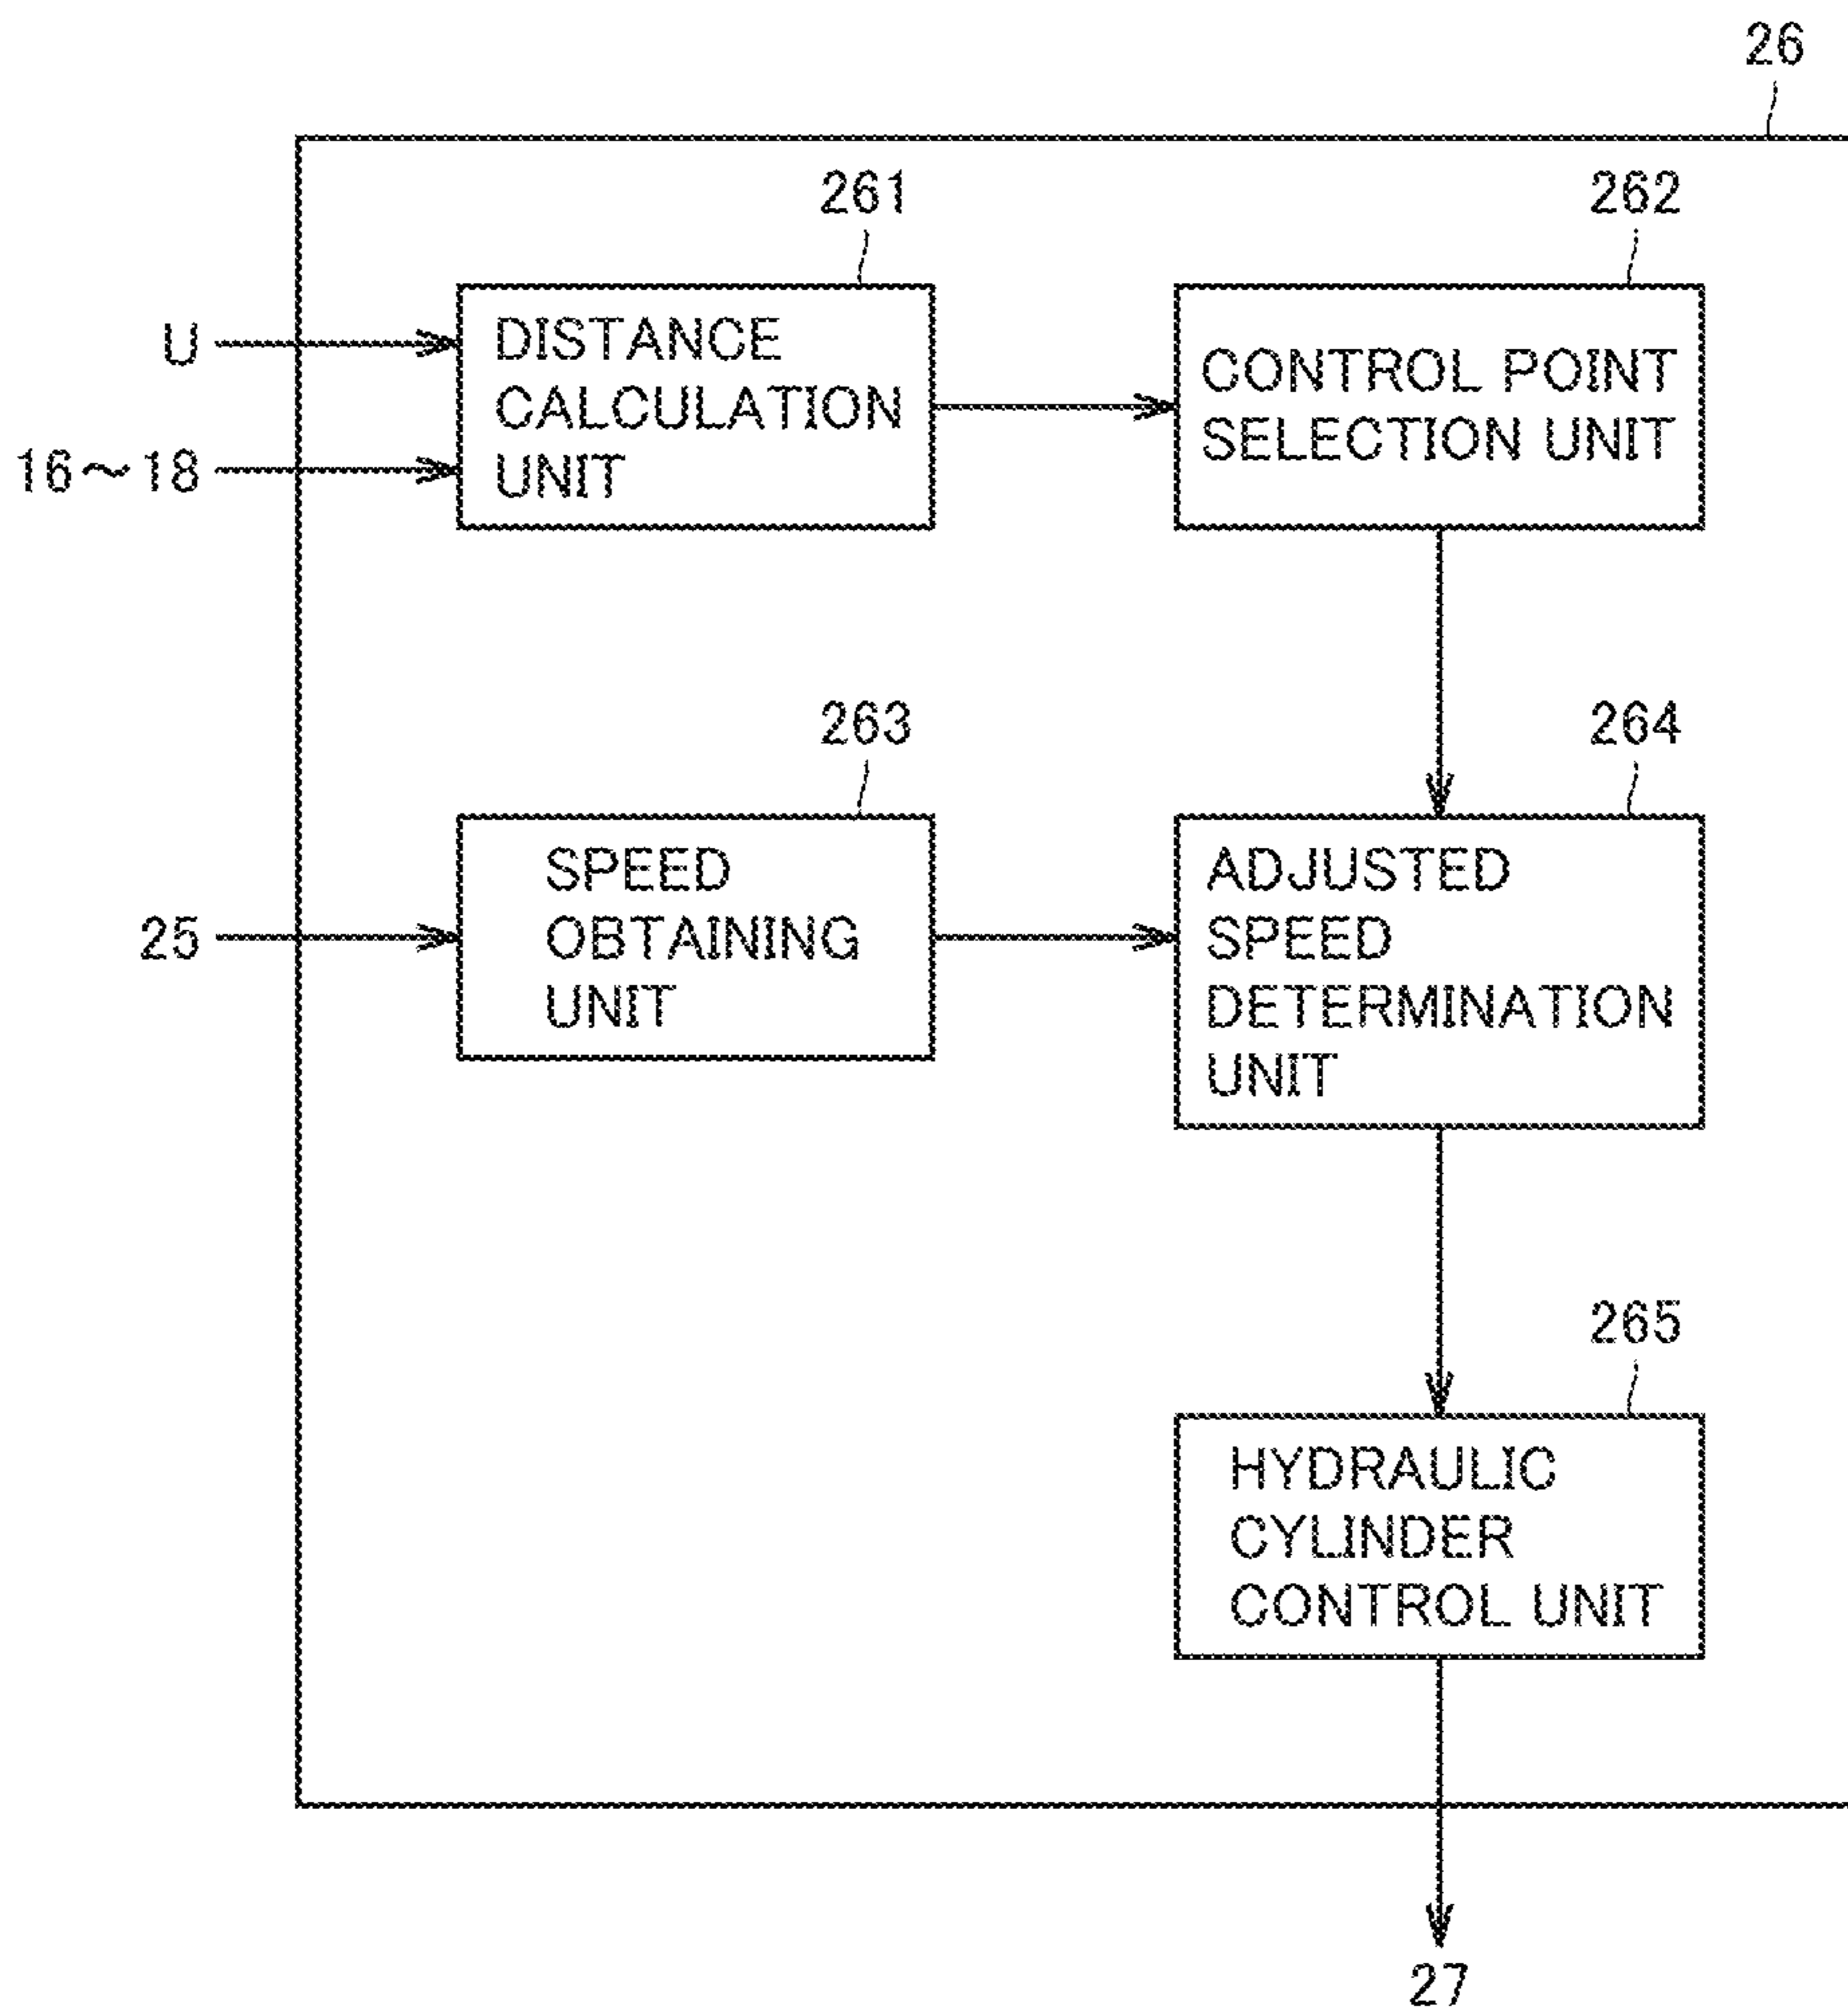 26
261
262
U
DISTANCE
CALCULATION
UNIT
16～18
CONTROL POINT
SELECTION UNIT
263
264
25
SPEED
OBTAINING
UNIT
ADJUSTED
SPEED
DETERMINATION
UNIT
265
HYDRAULIC
CYLINDER
CONTROL UNIT
27